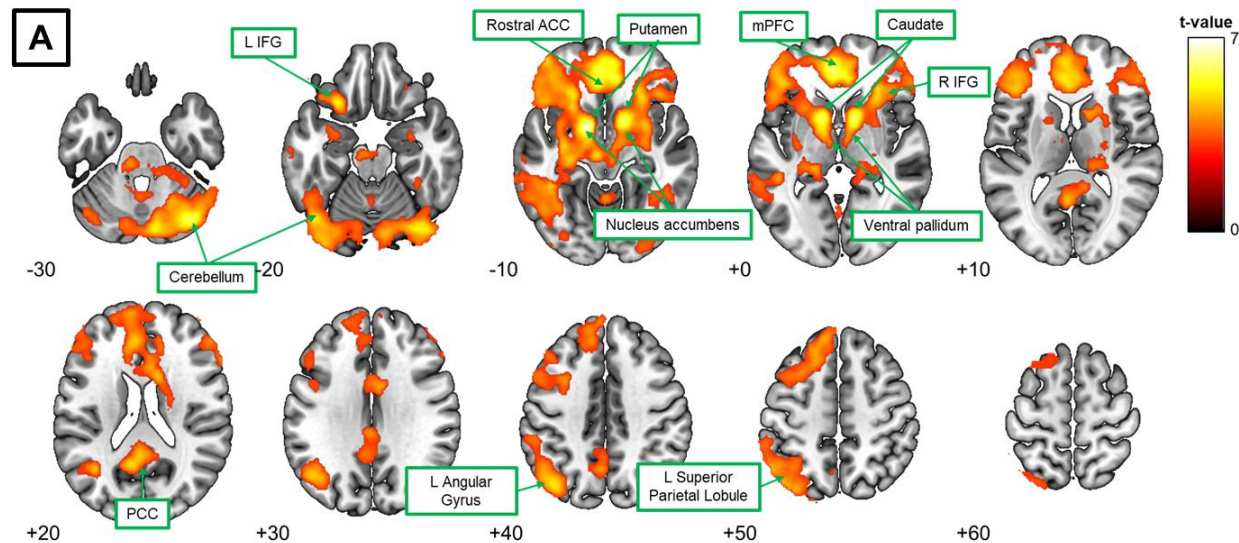 A
L IFG
Rostral ACC
Putamen
mPFC
Caudate
R IFG
t-value
7
0
Nucleus accumbens
Ventral pallidum
Cerebellum
-30
-20
-10
+0
+10
L Angular
Gyrus
L Superior
Parietal Lobule
PCC
+20
+30
+40
+50
+60